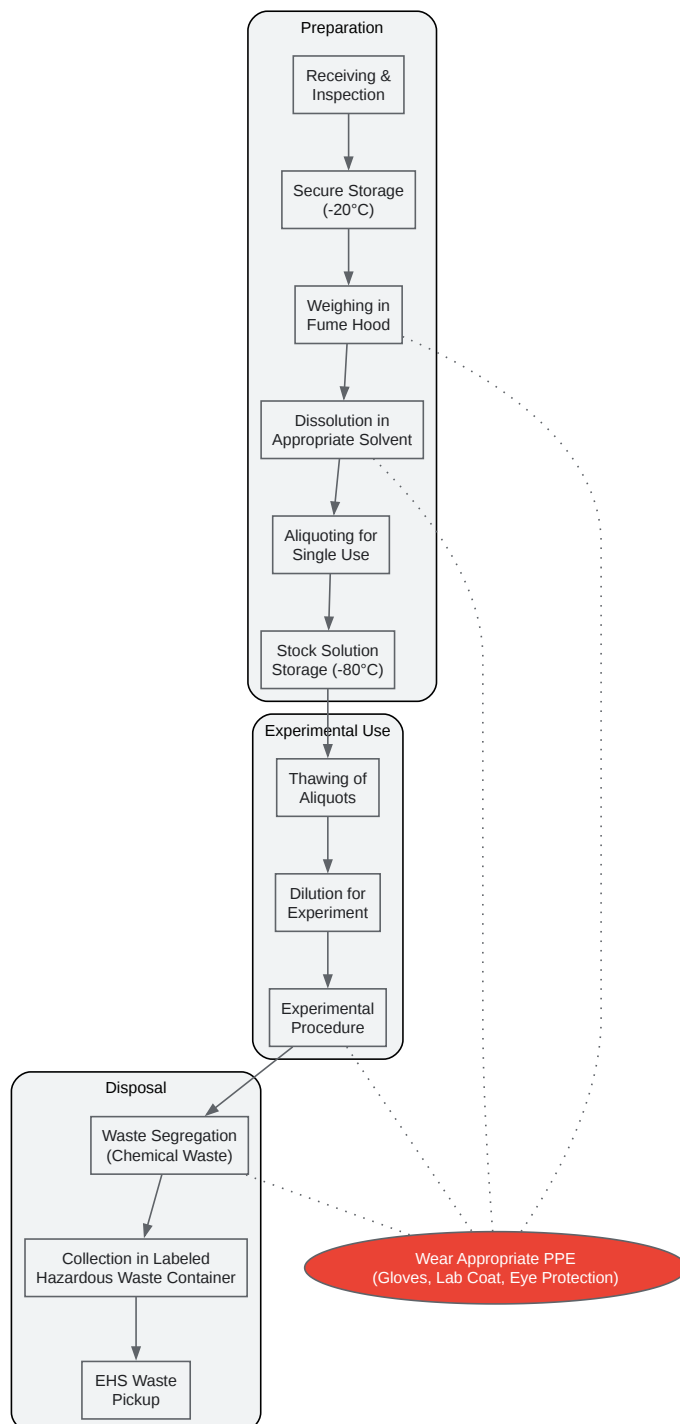 Preparation
Receiving &
Inspection
Secure Storage
(-20°C)
Weighing in
Fume Hood
Dissolution in
Appropriate Solvent
Aliquoting for
Single Use
Stock Solution
Storage (-80°C)
Experimental Use
Thawing of
Aliquots
Dilution for
Experiment
Experimental
Procedure
Disposal
Waste Segregation
(Chemical Waste)
Collection in Labeled
Hazardous Waste Container
Wear Appropriate PPE
(Gloves, Lab Coat, Eye Protection)
EHS Waste
Pickup